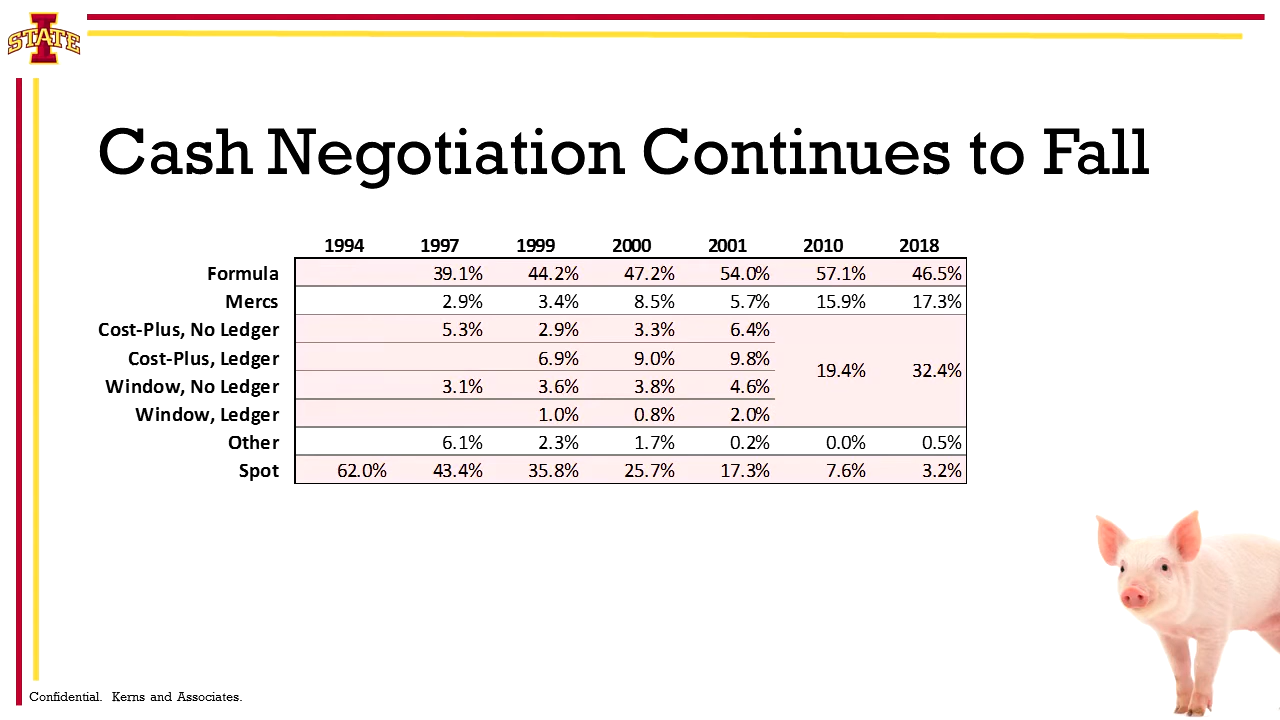 STATE
Cash Negotiation Continues to Fall
1994 1997 1999 2000 2001 2010 2018
Formula 39.1% 44.2% 47.2% 54.0% 57.1% 46.5%
Mercs 2.9% 3.4% 8.5% 5.7% 15.9% 17.3%
Cost-Plus, No Ledger 5.3% 2.9% 3.3% 6.4%
Cost-Plus, Ledger 6.9% 9.0% 9.8%
19.4% 32.4%
Window, No Ledger 3.1% 3.6% 3.8% 4.6%
Window, Ledger 1.0% 0.8% 2.0%
Other 6.1% 2.3% 1.7% 0.2% 0.0% 0.5%
Spot 62.0% 43.4% 35.8% 25.7% 17.3% 7.6% 3.2%
Confidential. Kerns and Associates.